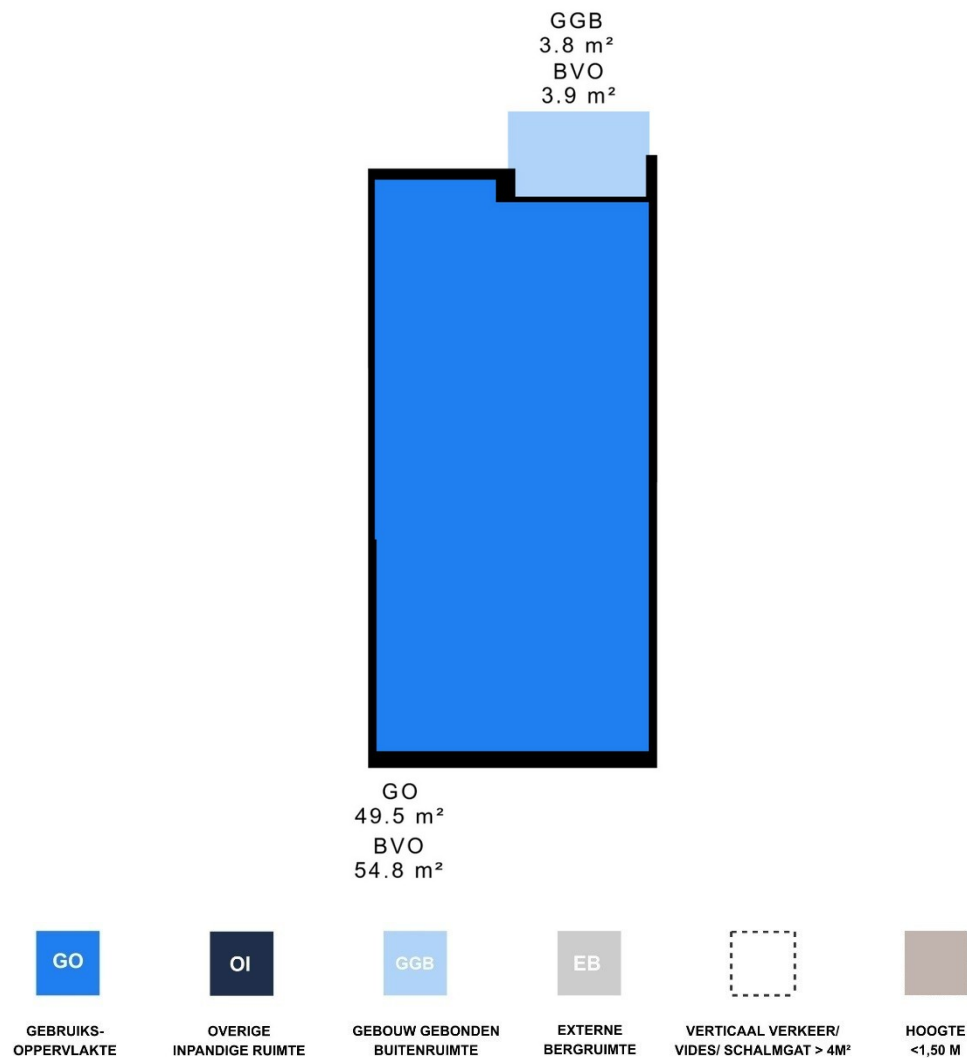 GGB
3.8 m²
BVO
3.9 m²
GO
49.5 m²
BVO
54.8 m²
GO
OI
GGB
EB
GEBRUIKS-
OPPERVLAKTE
OVERIGE
INPANDIGE RUIMTE
GEBOUW GEBONDEN
BUITENRUIMTE
EXTERNE
BERGRUIMTE
VERTICAAL VERKEER/
VIDES/ SCHALMGAT > 4M²
HOOGTE
<1,50 M